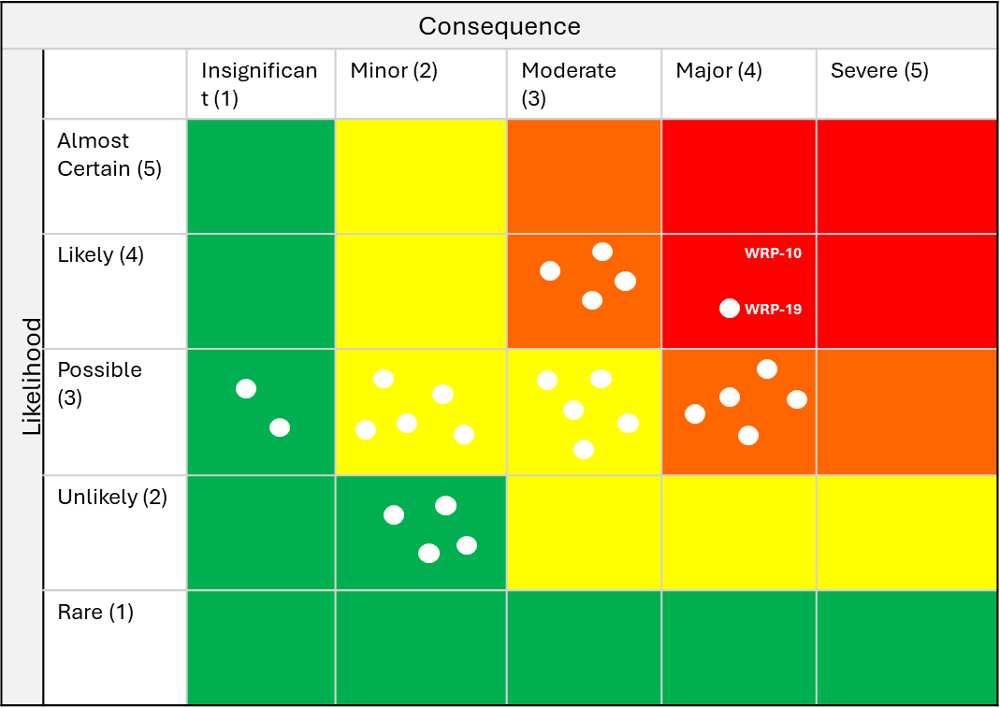 Consequence
Insignifican
t (1)
Minor (2)
Moderate
(3)
Major (4)
Severe (5)
Likelihood
Almost
Certain (5)
Likely (4)
WRP-10
WRP-19
Possible
(3)
Unlikely (2)
Rare (1)